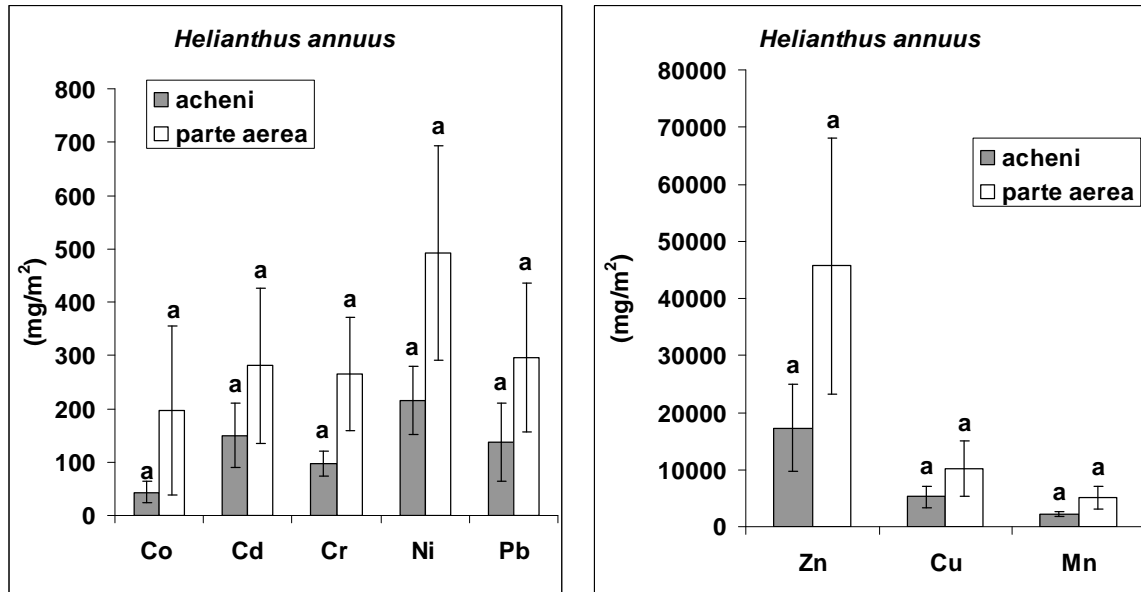 Helianthus annuus
800
700
600
500
400
300
200
100
0
(mg/m²)
acheni
parte aerea
a a a a a a a a a a
Co Cd Cr Ni Pb
Helianthus annuus
80000
70000
60000
50000
40000
30000
20000
10000
0
(mg/m²)
acheni
parte aerea
a a a a a a
Zn Cu Mn